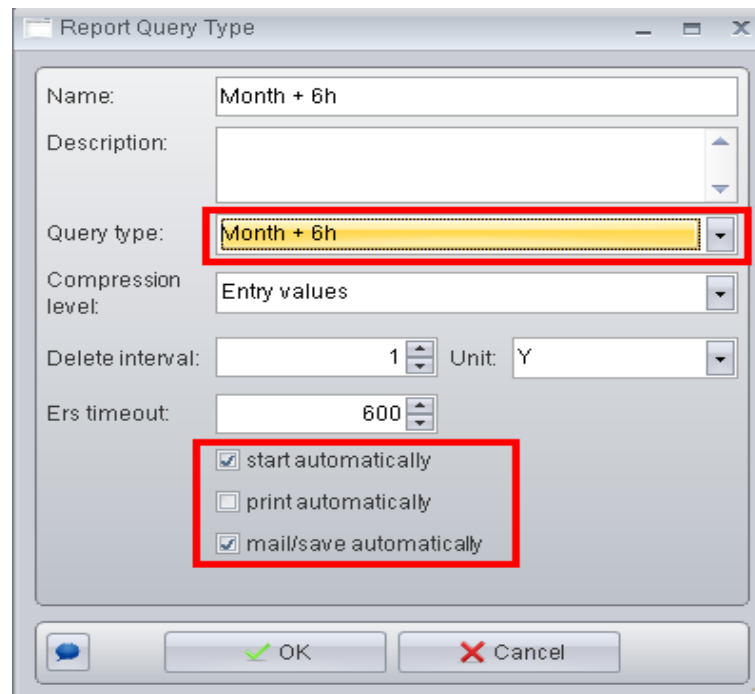 Report Query Type
Name: Month + 6h
Description:
Query type: Month + 6h
Compression
level: Entry values
Delete interval: 1 Unit: Y
Ers timeout: 600
start automatically
print automatically
mail/save automatically
OK Cancel